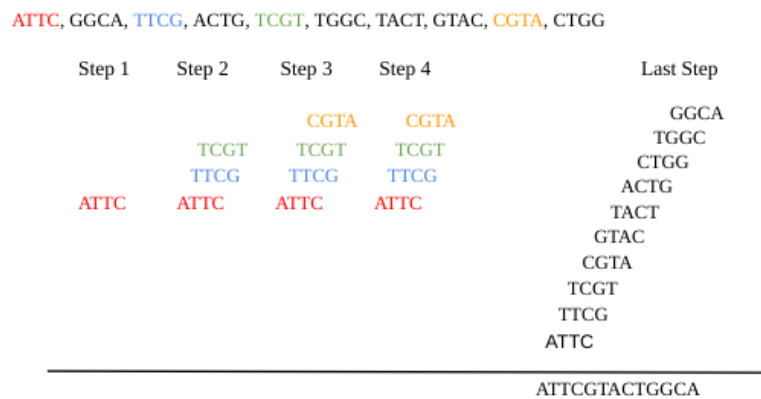 ATTC, GGCA, TTCG, ACTG, TCGT, TGGC, TACT, GTAC, CGTA, CTGG
Step 1 Step 2 Step 3 Step 4 Last Step
GGCA
CGTA CGTA
TGGC
TCGT TCGT TCGT
CTGG
TTCG TTCG TTCG
ACTG
ATTC ATTC ATTC ATTC
TACT
GTAC
CGTA
TCGT
TTCG
ATTC
ATTCGTACTGGCA